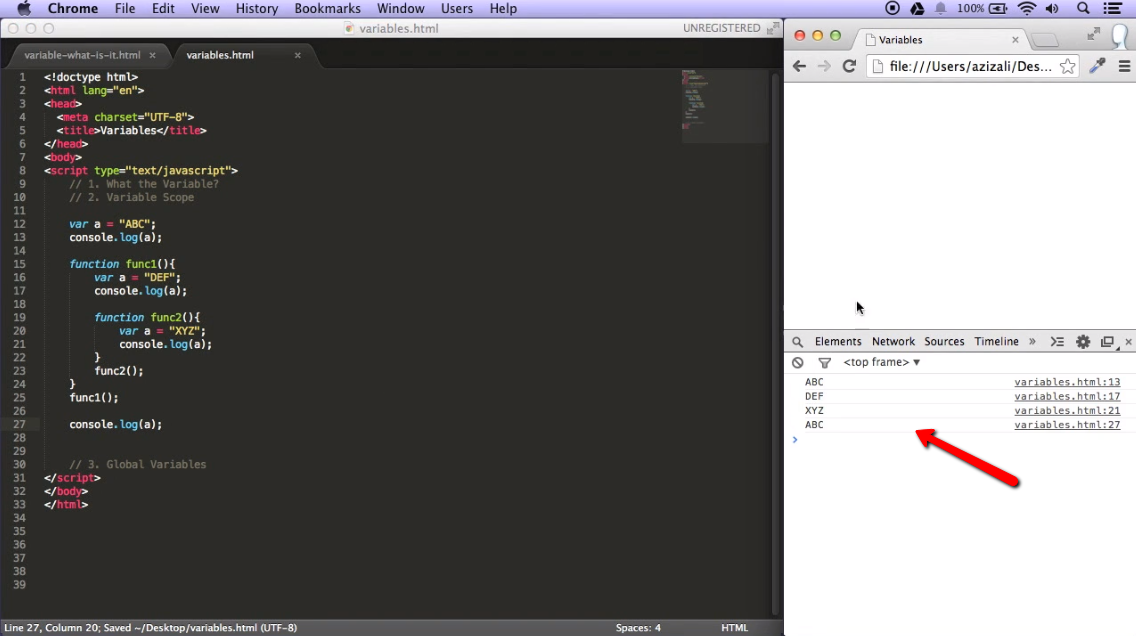 Chrome File Edit View History Bookmarks Window Users Help 100%
variables.html UNREGISTERED
variable-what-is-it.html × variables.html ×
1 <!doctype html>
2 <html lang="en">
3 <head>
4 <meta charset="UTF-8">
5 <title>Variables</title>
6 </head>
7 <body>
8 <script type="text/javascript">
9 // 1. What the Variable?
10 // 2. Variable Scope
11
12 var a = "ABC";
13 console.log(a);
14
15 function func1(){
16 var a = "DEF";
17 console.log(a);
18
19 function func2(){
20 var a = "XYZ";
21 console.log(a);
22 }
23 func2();
24 }
25 func1();
26
27 console.log(a);
28
29
30 // 3. Global Variables
31 </script>
32 </body>
33 </html>
34
35
36
37
38
39
Line 27, Column 20; Saved ~/Desktop/variables.html (UTF-8) Spaces: 4 HTML
Variables ×
file:///Users/azizali/Des...
Elements Network Sources Timeline » ×
<top frame> ▼
ABC variables.html:13
DEF variables.html:17
XYZ variables.html:21
ABC variables.html:27
>